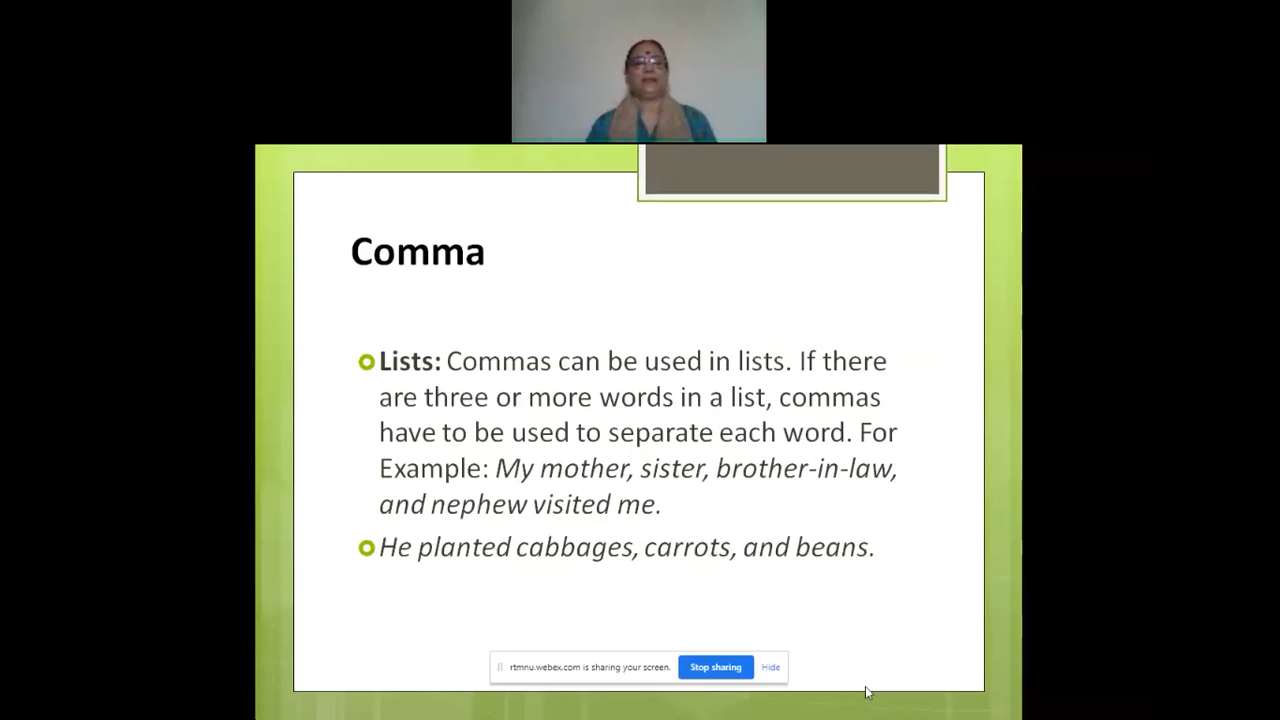 Comma
Lists: Commas can be used in lists. If there
are three or more words in a list, commas
have to be used to separate each word. For
Example: My mother, sister, brother-in-law,
and nephew visited me.
He planted cabbages, carrots, and beans.
rtmnu.webex.com is sharing your screen. Stop sharing Hide